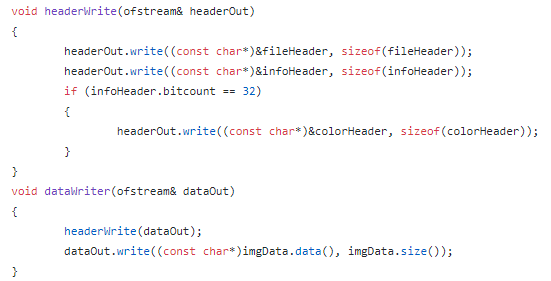 void headerWrite(ofstream& headerOut)
{
        headerOut.write((const char*)&fileHeader, sizeof(fileHeader));
        headerOut.write((const char*)&infoHeader, sizeof(infoHeader));
        if (infoHeader.bitcount == 32)
        {
                headerOut.write((const char*)&colorHeader, sizeof(colorHeader));
        }
}
void dataWriter(ofstream& dataOut)
{
        headerWrite(dataOut);
        dataOut.write((const char*)imgData.data(), imgData.size());
}